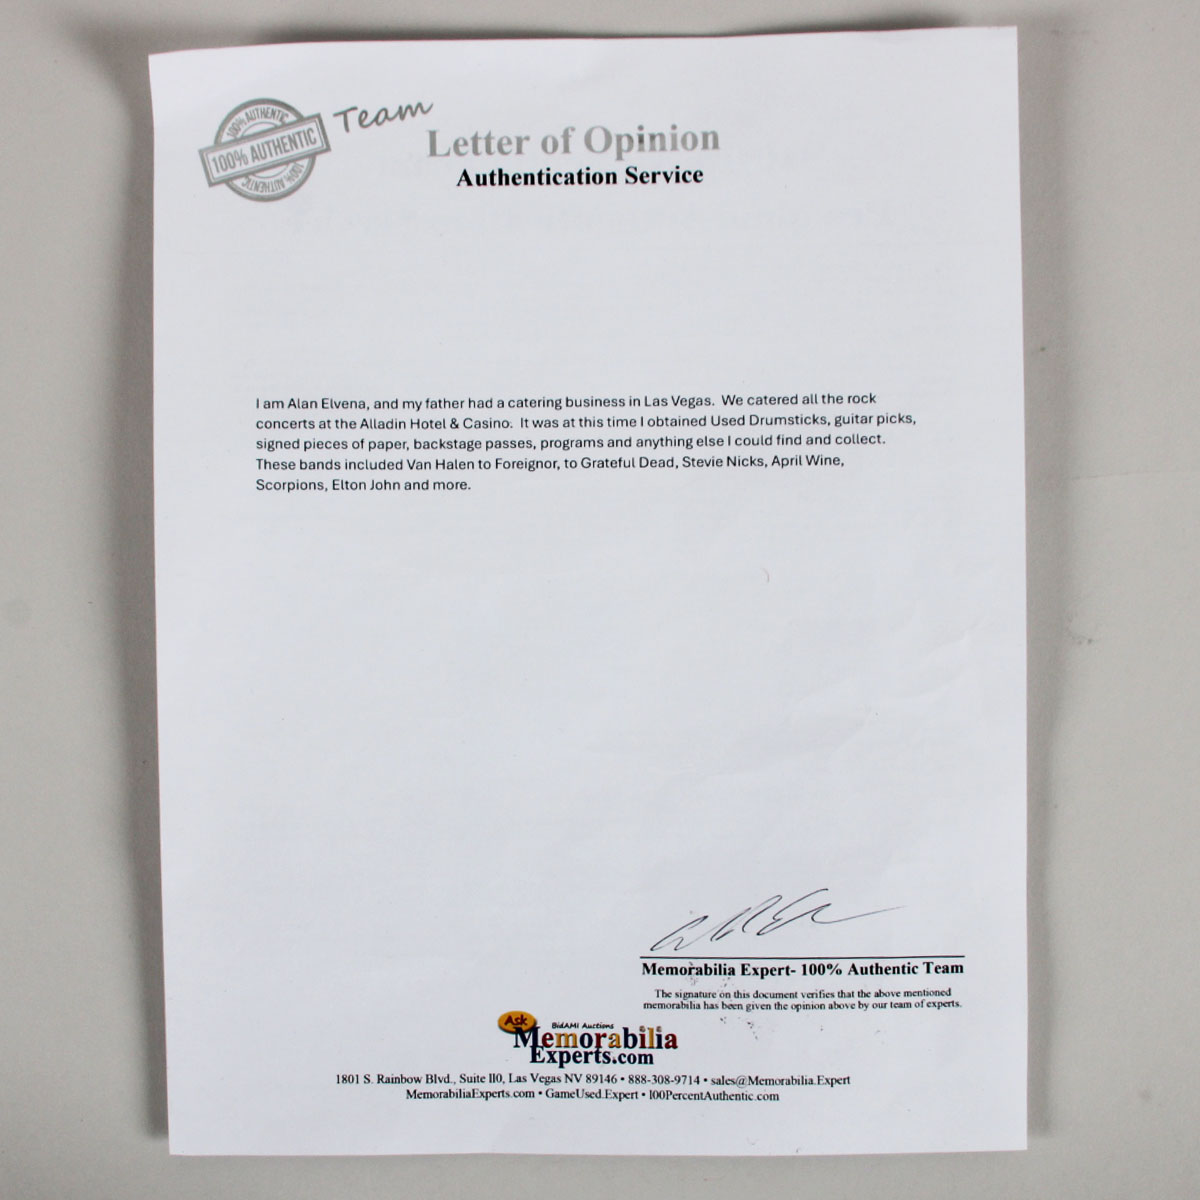 100% AUTHENTIC
100% AUTHENTIC
100% AUTHENTIC
Team
Letter of Opinion
Authentication Service
I am Alan Elvena, and my father had a catering business in Las Vegas.  We catered all the rock
concerts at the Alladin Hotel & Casino.  It was at this time I obtained Used Drumsticks, guitar picks,
signed pieces of paper, backstage passes, programs and anything else I could find and collect.
These bands included Van Halen to Foreignor, to Grateful Dead, Stevie Nicks, April Wine,
Scorpions, Elton John and more.
Memorabilia Expert- 100% Authentic Team
The signature on this document verifies that the above mentioned
memorabilia has been given the opinion above by our team of experts.
Ask
BidAMI Auctions
Memorabilia
Experts.com
1801 S. Rainbow Blvd., Suite 110, Las Vegas NV 89146 • 888-308-9714 • sales@Memorabilia.Expert
MemorabiliaExperts.com • GameUsed.Expert • 100PercentAuthentic.com